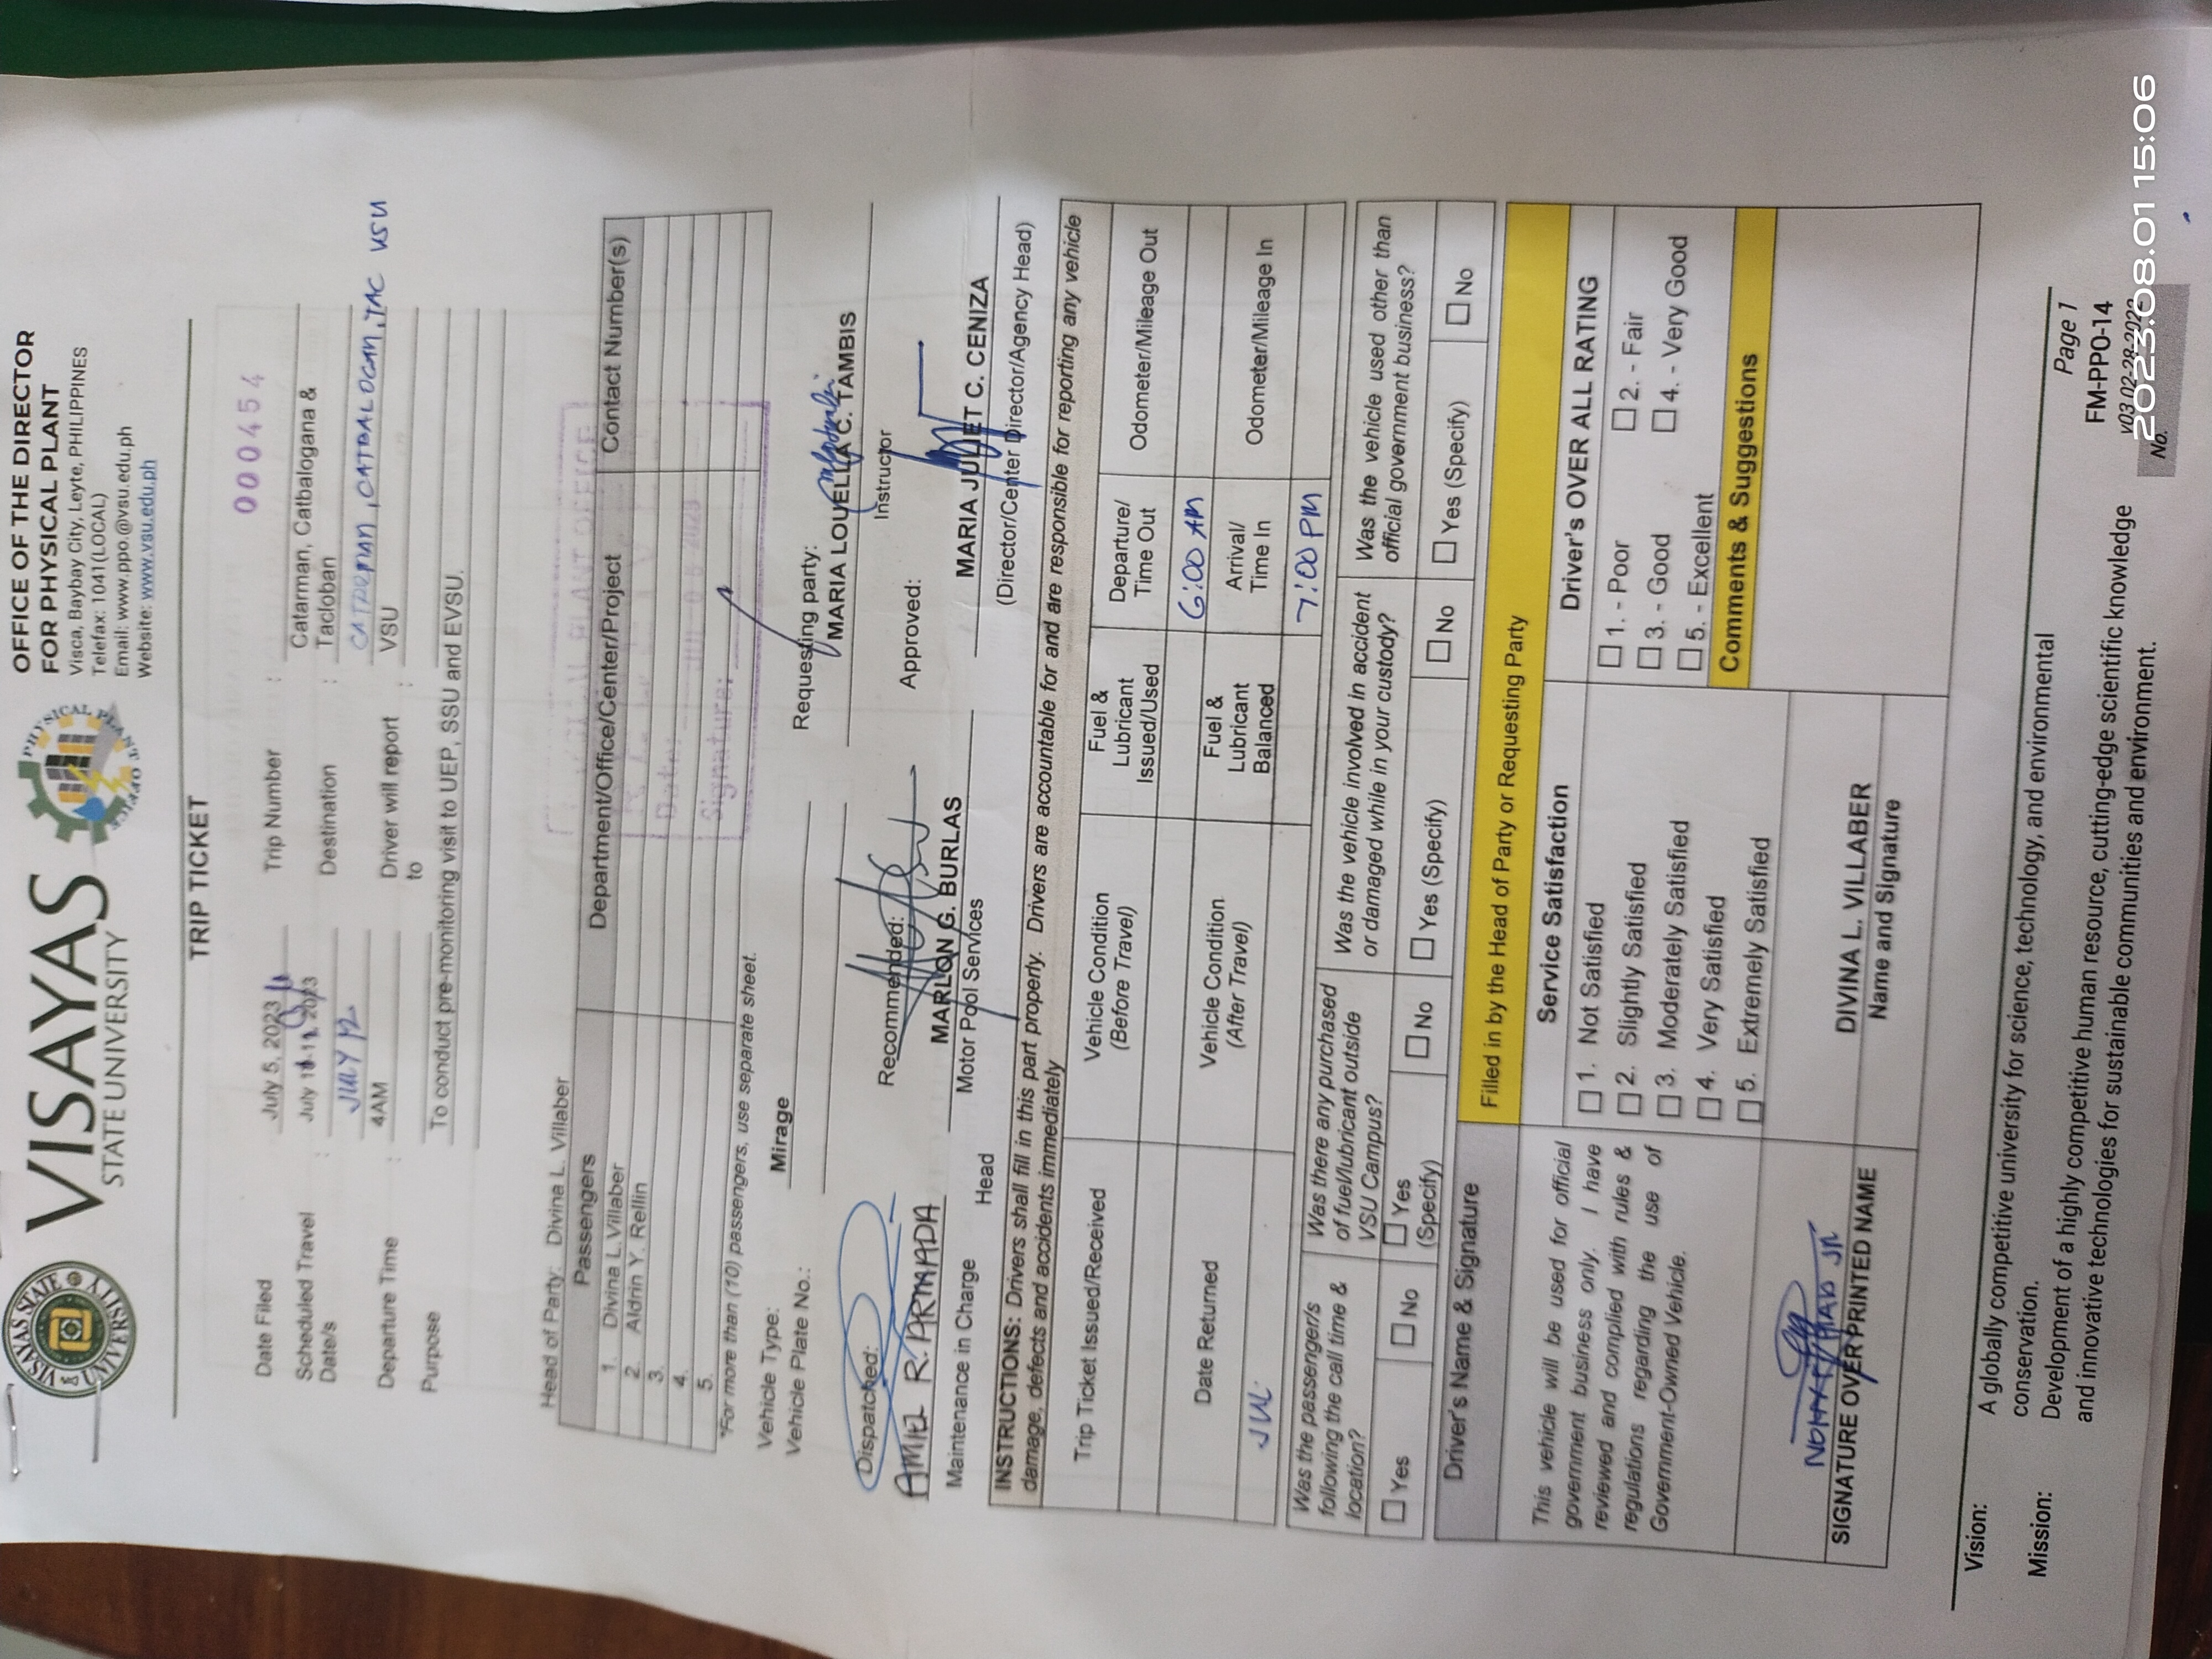 VISAYAS
STATE UNIVERSITY
OFFICE OF THE DIRECTOR
FOR PHYSICAL PLANT
Visca, Baybay City, Leyte, PHILIPPINES
Telefax: 1041 (LOCAL)
Email: www.ppo.@vsu.edu.ph
Website: www.vsu.edu.ph
VISAYAS STATE UNIVERSITY
PHYSICAL PLANT OFFICE
TRIP TICKET
Date Filed July 5, 2023 Trip Number : 000454
Scheduled Travel Date/s : July 2023 Destination : Catarman, Catbalogana & Tacloban
JULY 12 CATARMAN, CATBALOGAN, TAC VSU
Departure Time : 4AM Driver will report to : VSU
Purpose To conduct pre-monitoring visit to UEP, SSU and EVSU.
PHYSICAL PLANT OFFICE
Date:
Signature:
Head of Party: Divina L. Villaber
Passengers Department/Office/Center/Project Contact Number(s)
1. Divina L. Villaber
2. Aldrin Y. Rellin
3.
4.
5.
*For more than (10) passengers, use separate sheet.
Vehicle Type: Mirage
Vehicle Plate No.:
Requesting party:
MARIA LOUELLA C. TAMBIS
Instructor
Dispatched: Recommended: Approved:
AMIEL R. ARMADA MARLON G. BURLAS MARIA JULIET C. CENIZA
Maintenance in Charge Head Motor Pool Services (Director/Center Director/Agency Head)
INSTRUCTIONS: Drivers shall fill in this part properly. Drivers are accountable for and are responsible for reporting any vehicle
damage, defects and accidents immediately
Trip Ticket Issued/Received Vehicle Condition (Before Travel) Fuel & Lubricant Issued/Used Departure/ Time Out Odometer/Mileage Out
6:00 AM
Date Returned Vehicle Condition (After Travel) Fuel & Lubricant Balanced Arrival/ Time In Odometer/Mileage In
JUL 7:00 PM
Was the passenger/s following the call time & location? Was there any purchased of fuel/lubricant outside VSU Campus? Was the vehicle involved in accident or damaged while in your custody? Was the vehicle used other than official government business?
☐ Yes ☐ No ☐ Yes (Specify) ☐ No ☐ Yes (Specify) ☐ No ☐ Yes (Specify) ☐ No
Driver's Name & Signature Filled in by the Head of Party or Requesting Party
This vehicle will be used for official
government business only. I have
reviewed and complied with rules &
regulations regarding the use of
Government-Owned Vehicle.
Service Satisfaction
☐ 1. Not Satisfied
☐ 2. Slightly Satisfied
☐ 3. Moderately Satisfied
☐ 4. Very Satisfied
☐ 5. Extremely Satisfied
Driver's OVER ALL RATING
☐ 1. - Poor ☐ 2. - Fair
☐ 3. - Good ☐ 4. - Very Good
☐ 5. - Excellent
Comments & Suggestions
SIGNATURE OVER PRINTED NAME
DIVINA L. VILLABER
Name and Signature
Vision: A globally competitive university for science, technology, and environmental
conservation.
Mission: Development of a highly competitive human resource, cutting-edge scientific knowledge
and innovative technologies for sustainable communities and environment.
Page 1
FM-PPO-14
V03 02-28-2022
No.
2023.08.01 15:06